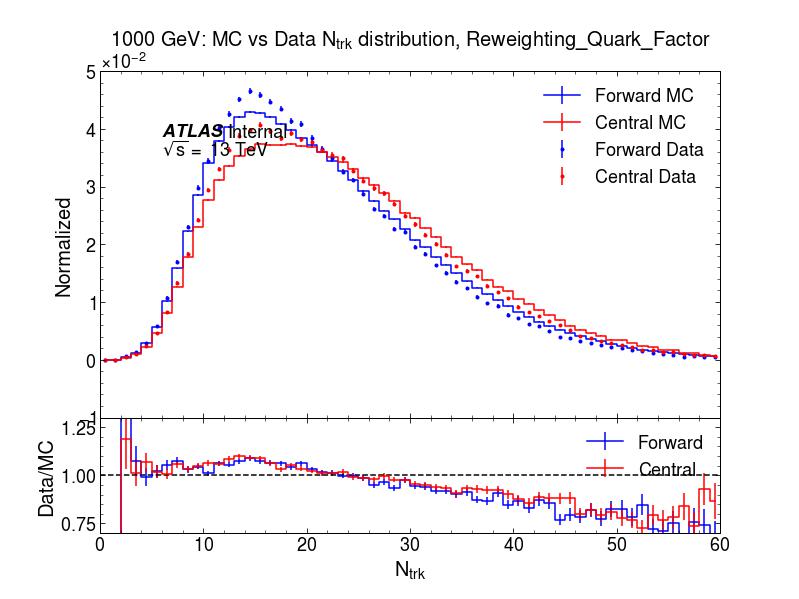 1000 GeV: MC vs Data Ntrk distribution, Reweighting_Quark_Factor
×10−2
5
4
3
2
1
0
−1
Normalized
ATLAS Internal
√s = 13 TeV
Forward MC
Central MC
Forward Data
Central Data
1.25
1.00
0.75
Data/MC
Forward
Central
0 10 20 30 40 50 60
Ntrk